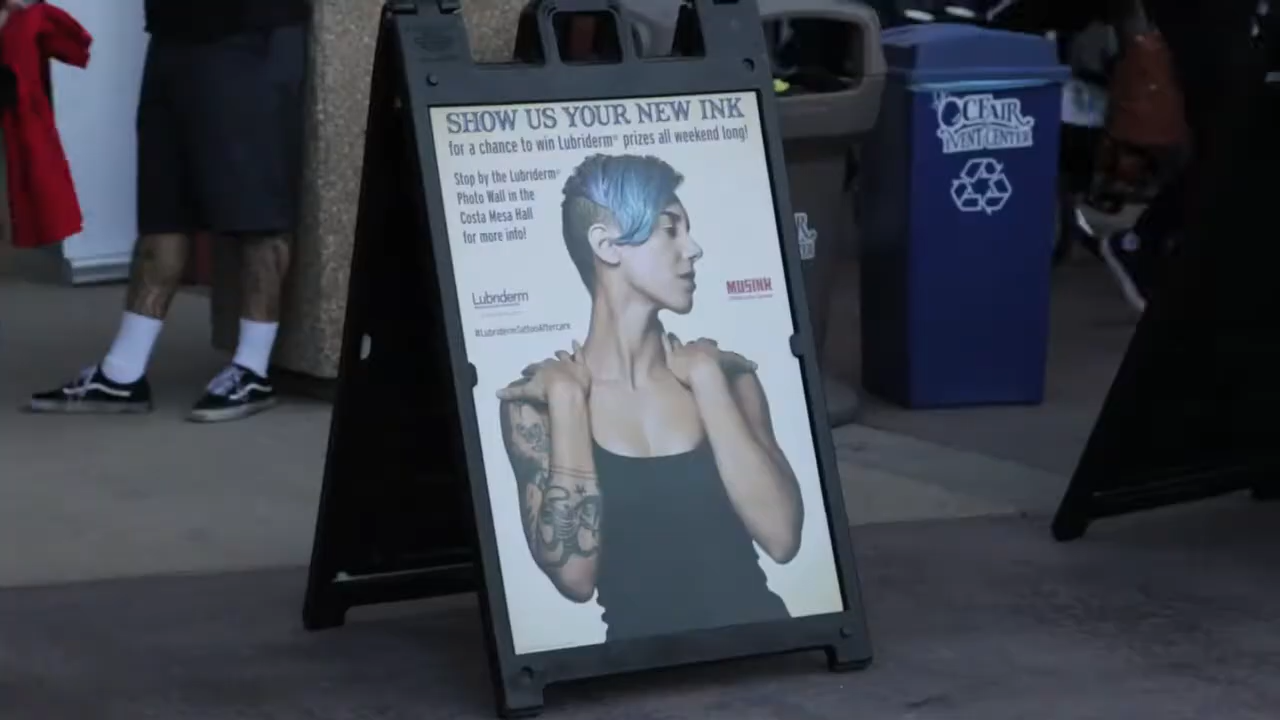 SHOW US YOUR NEW INK
for a chance to win Lubriderm® prizes all weekend long!
Stop by the Lubriderm®
Photo Wall in the
Costa Mesa Hall
for more info!
Lubriderm
MUSINK
#LubridermTattooAftercare
OC FAIR
EVENT CENTER